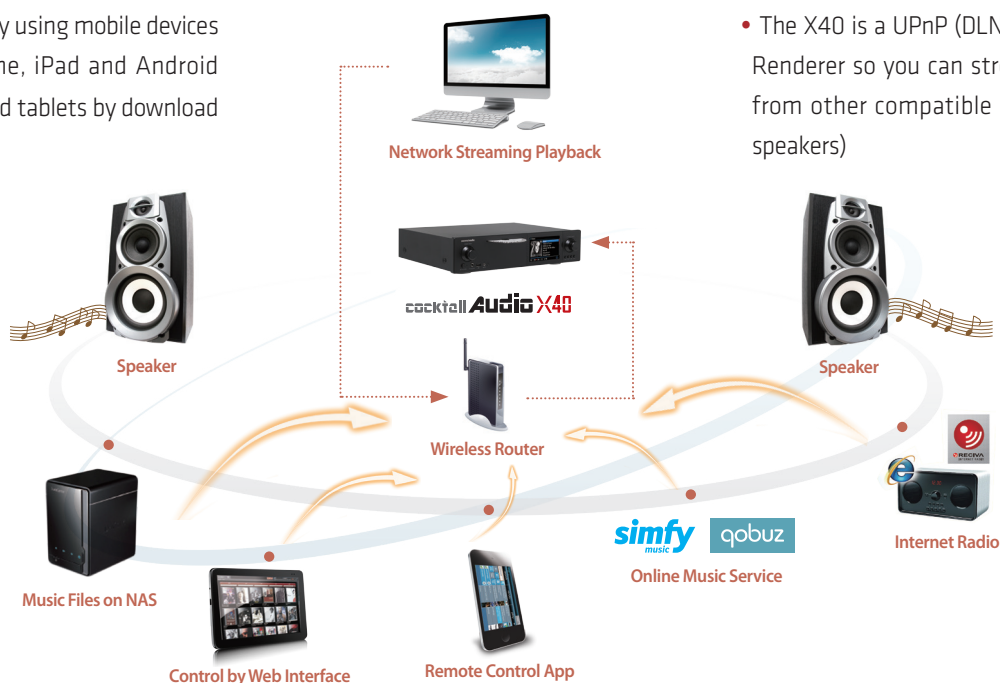 y using mobile devices
ne, iPad and Android
d tablets by download
• The X40 is a UPnP (DLN
Renderer so you can stre
from other compatible
speakers)
Network Streaming Playback
cocktail Audio X40
Speaker
Speaker
Wireless Router
RECIVA
simfy
music
qobuz
Internet Radio
Online Music Service
Music Files on NAS
Control by Web Interface
Remote Control App